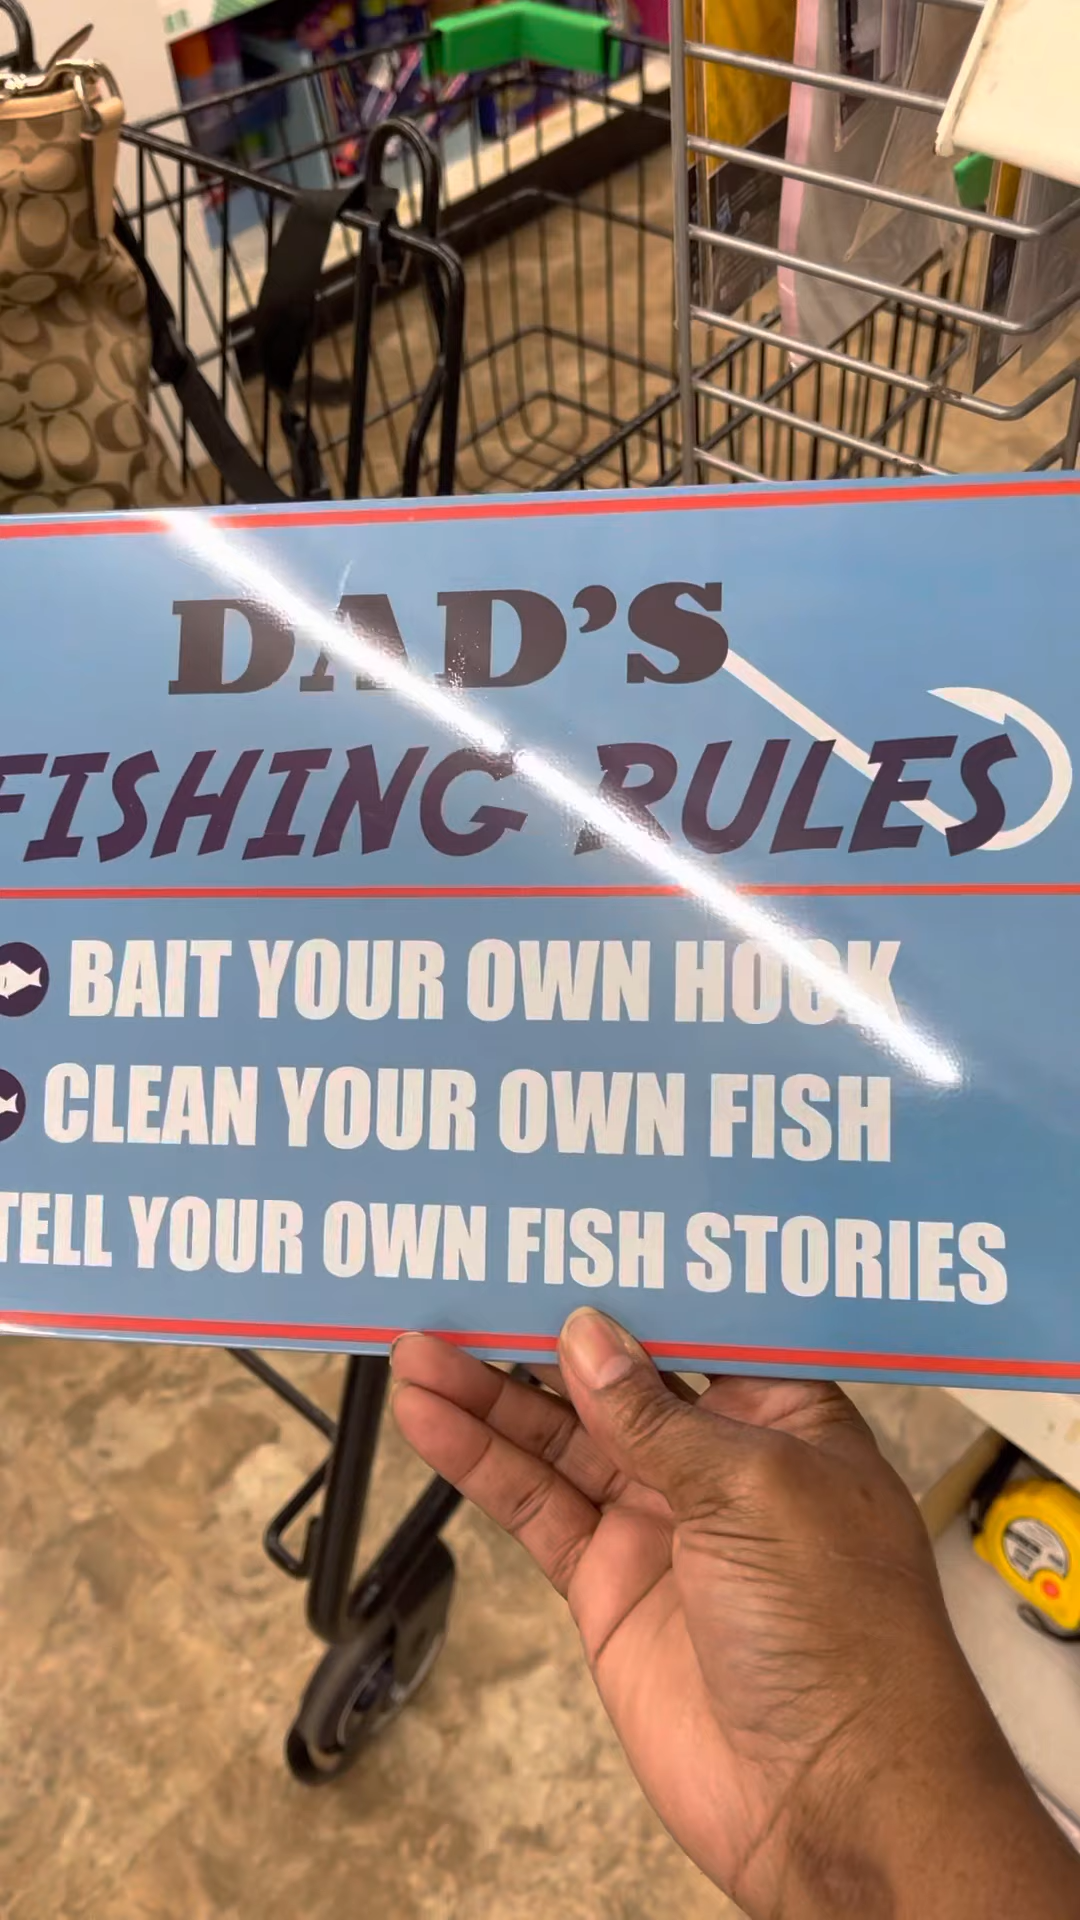 DAD'S
FISHING RULES
BAIT YOUR OWN HOOK
CLEAN YOUR OWN FISH
TELL YOUR OWN FISH STORIES